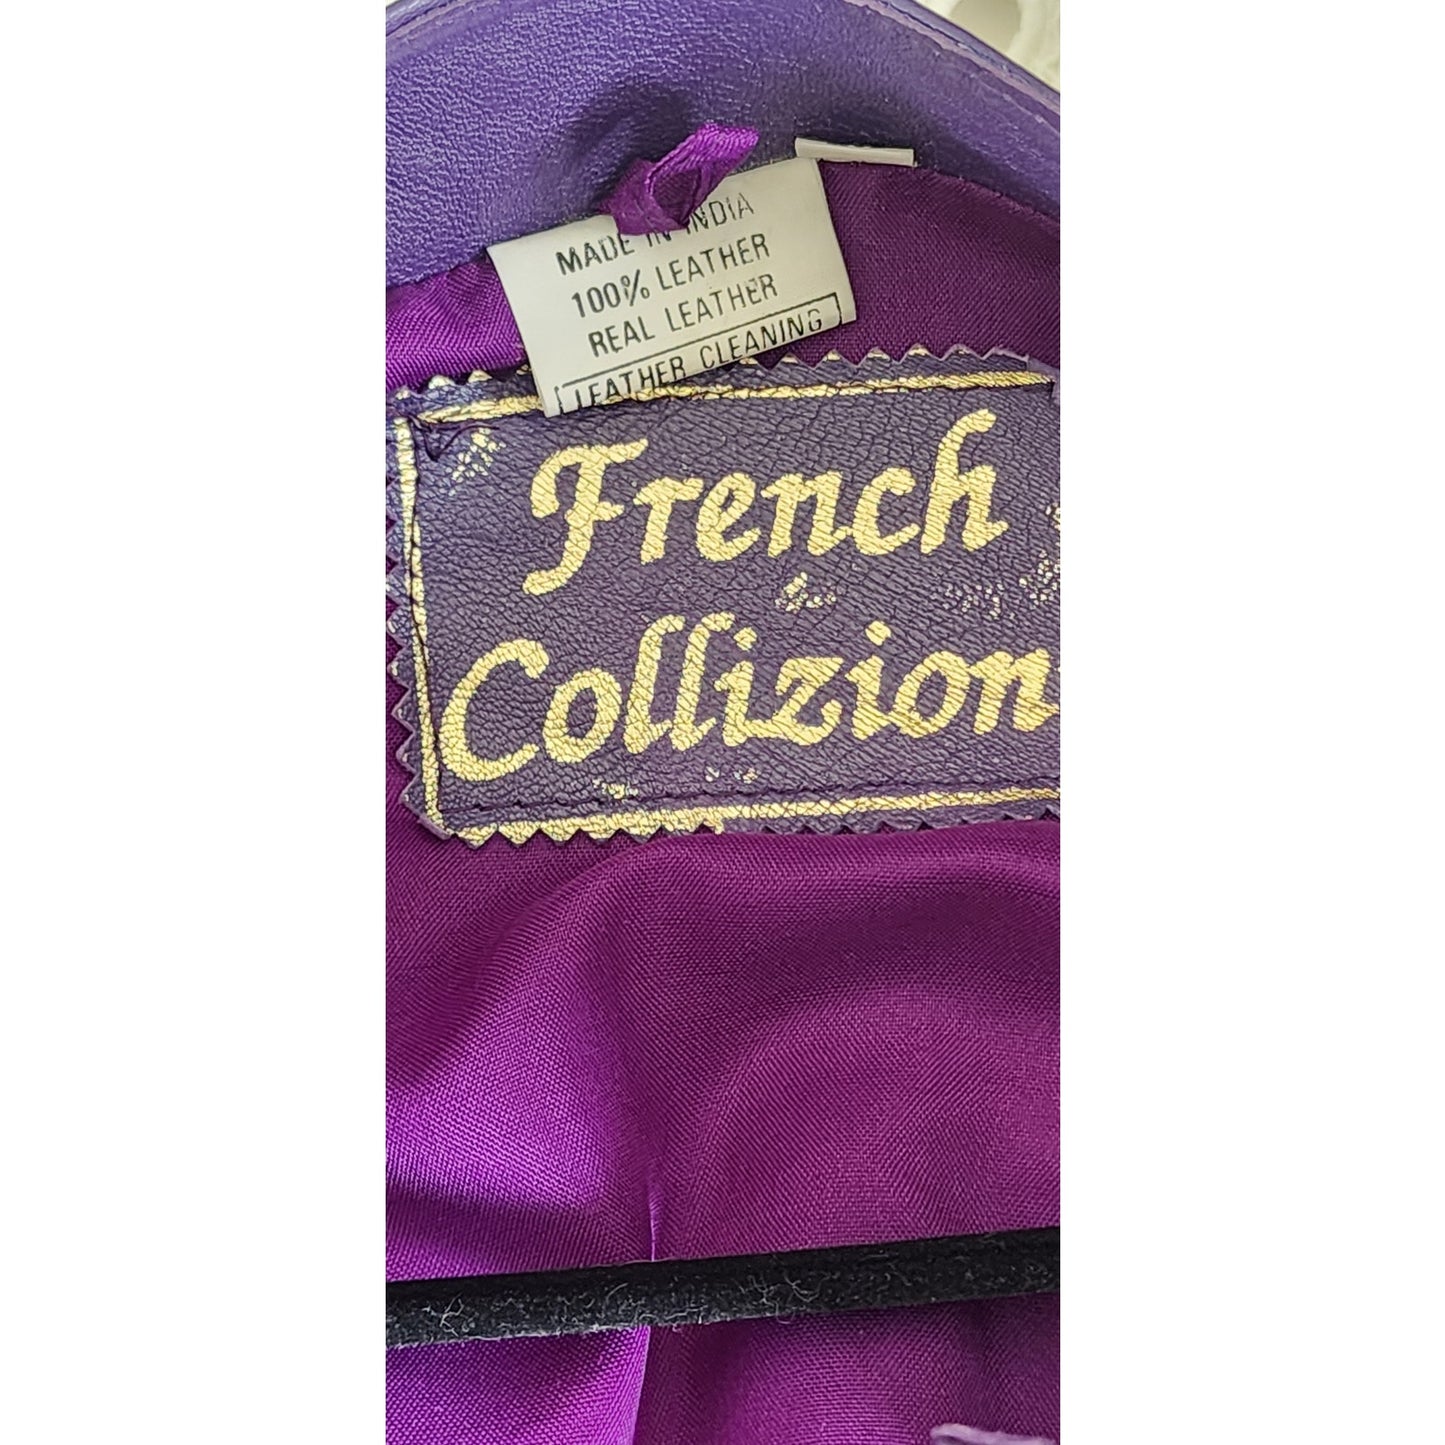 MADE IN INDIA
100% LEATHER
REAL LEATHER
LEATHER CLEANING
French
Collizion